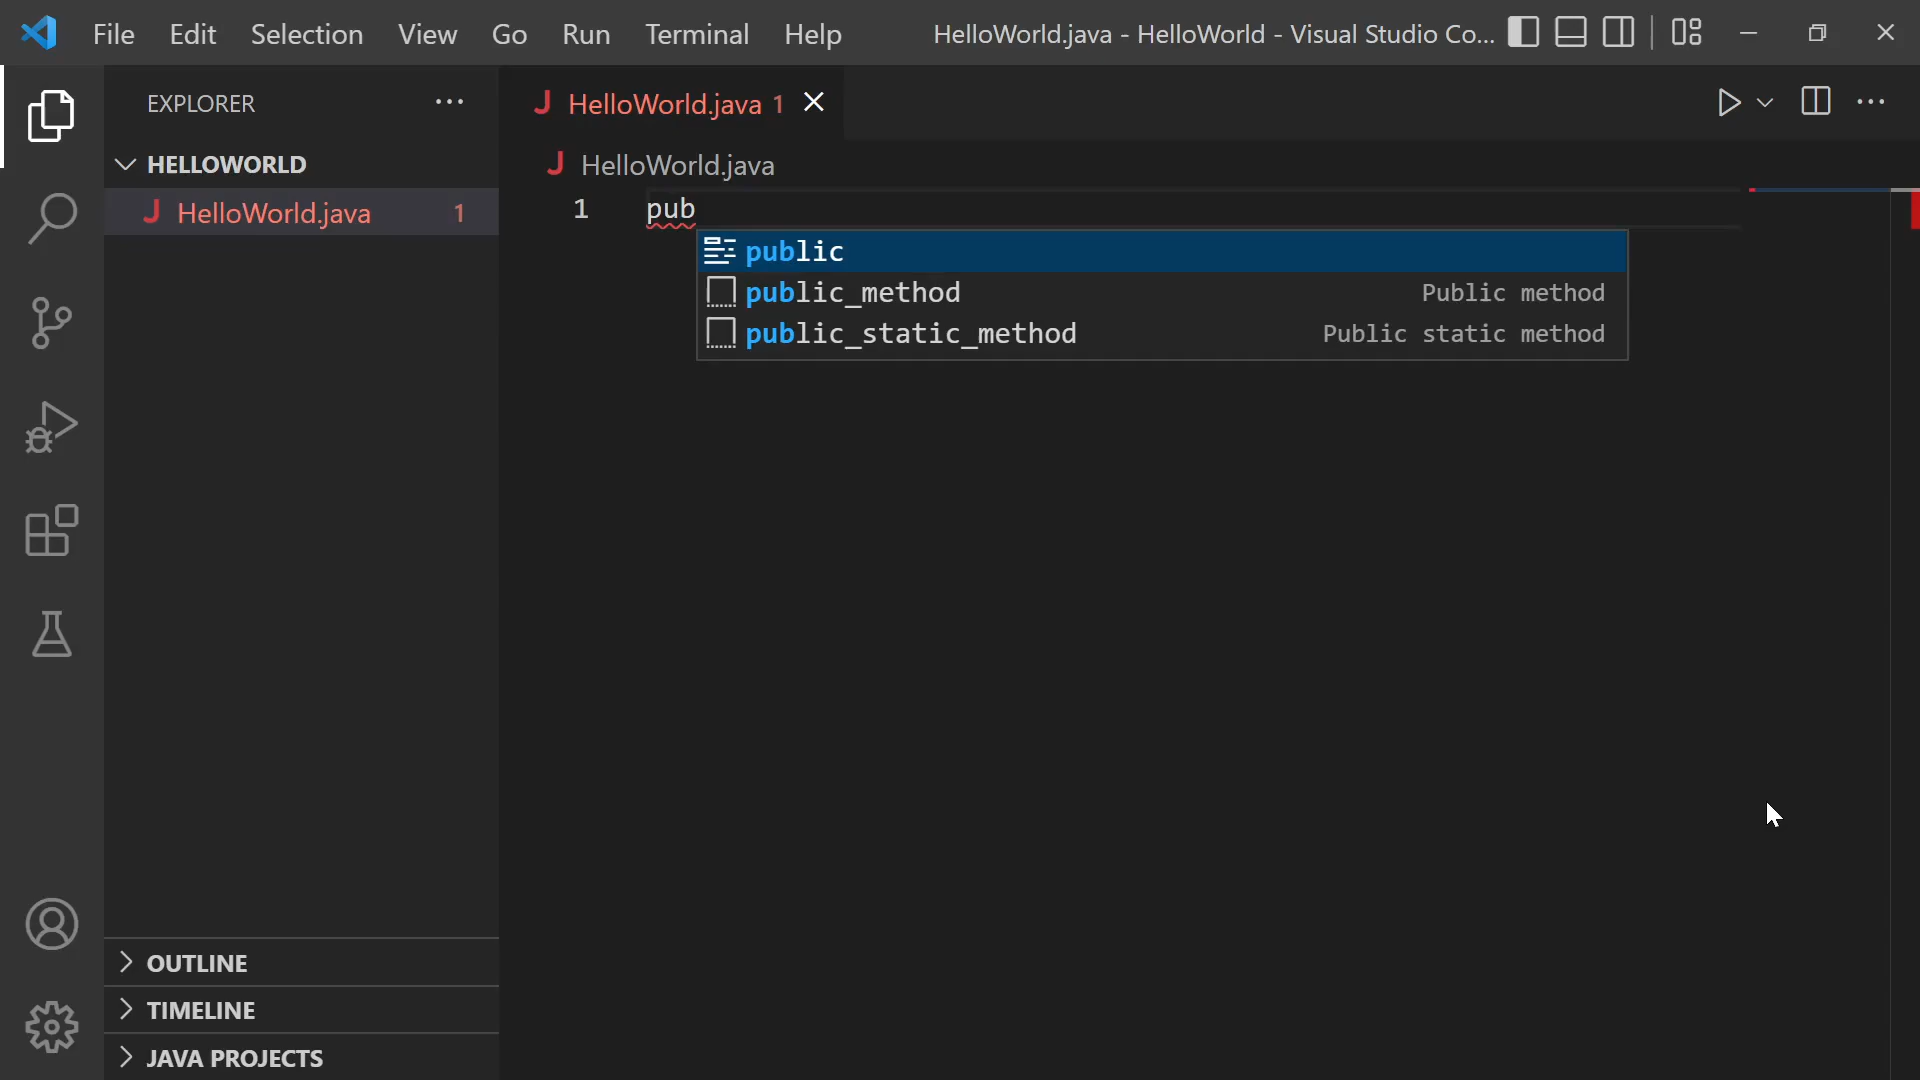 File Edit Selection View Go Run Terminal Help HelloWorld.java - HelloWorld - Visual Studio Co...
EXPLORER
HELLOWORLD
HelloWorld.java 1
OUTLINE
TIMELINE
JAVA PROJECTS
HelloWorld.java 1
HelloWorld.java
1 pub
public
public_method Public method
public_static_method Public static method